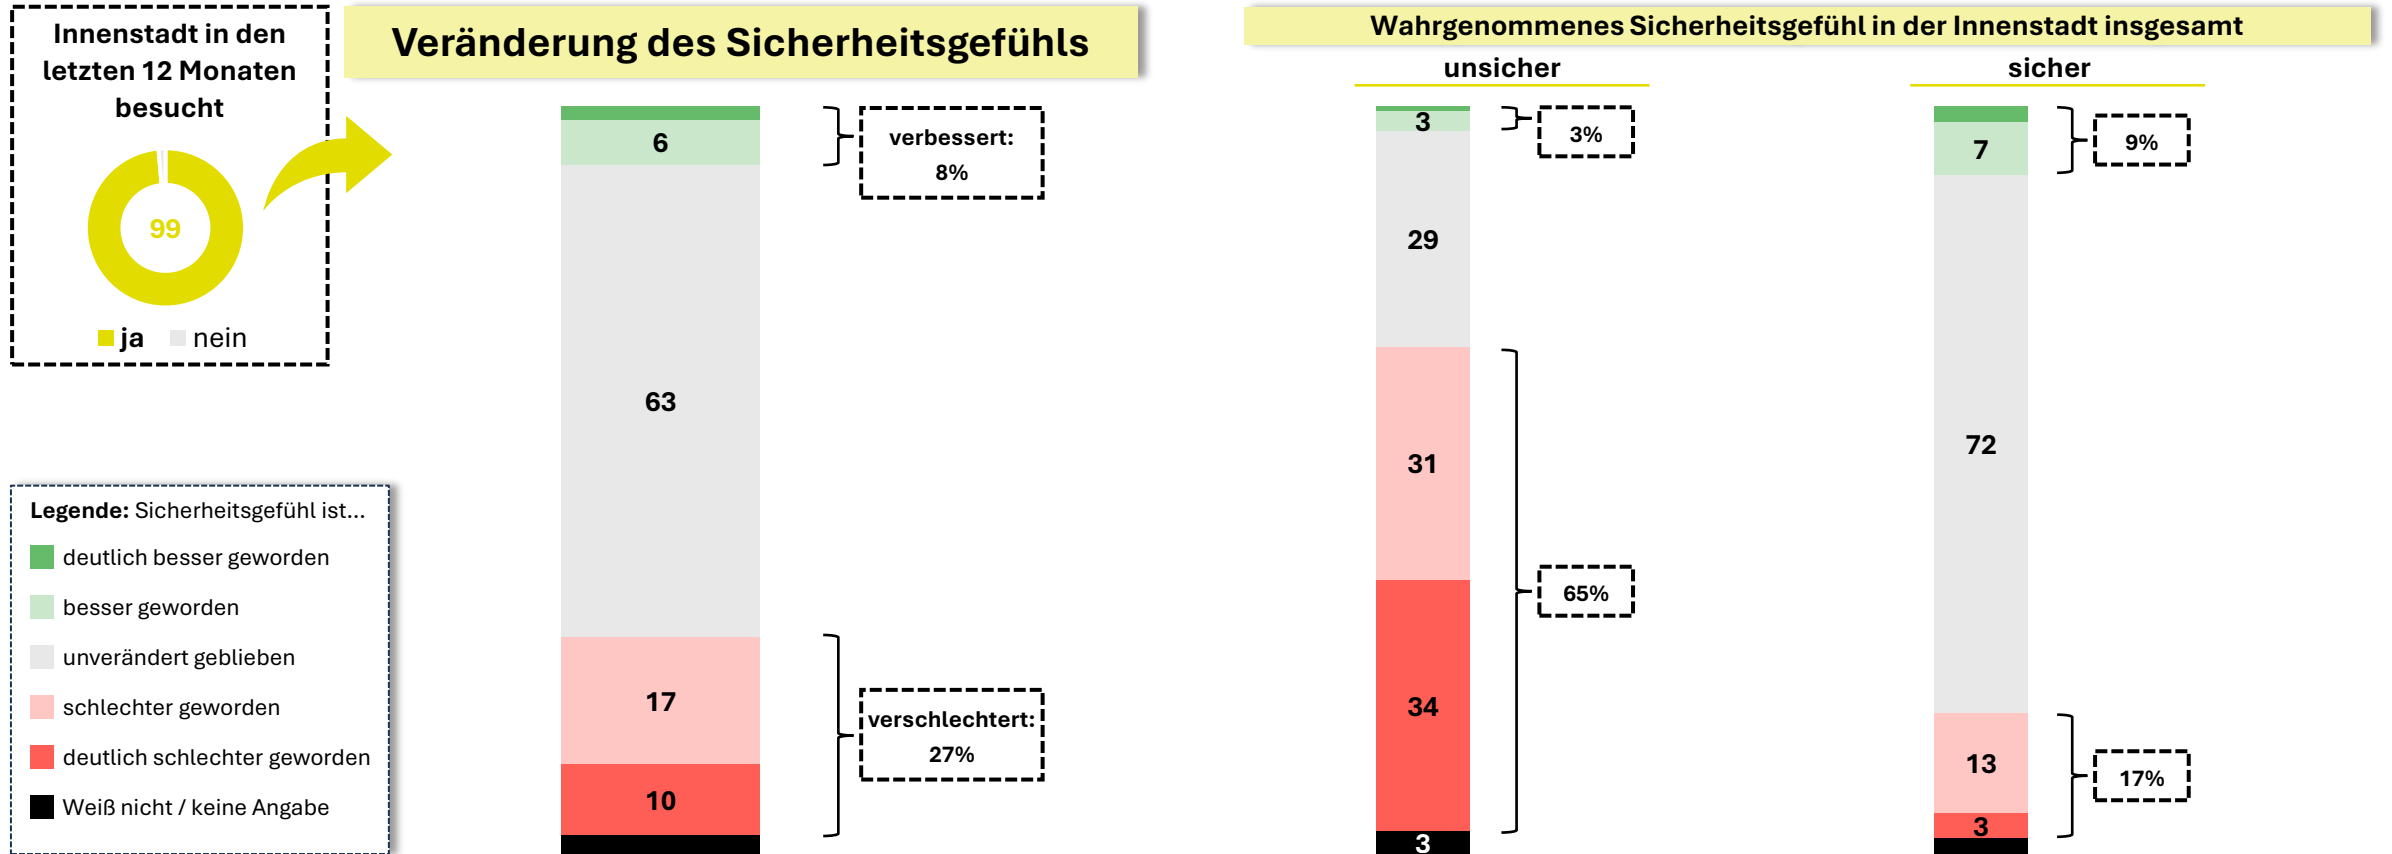 Innenstadt in den
letzten 12 Monaten
besucht
99
ja nein
Veränderung des Sicherheitsgefühls
6
63
17
10
verbessert:
8%
verschlechtert:
27%
Legende: Sicherheitsgefühl ist...
deutlich besser geworden
besser geworden
unverändert geblieben
schlechter geworden
deutlich schlechter geworden
Weiß nicht / keine Angabe
Wahrgenommenes Sicherheitsgefühl in der Innenstadt insgesamt
unsicher
3
29
31
34
3
3%
65%
sicher
7
72
13
3
9%
17%